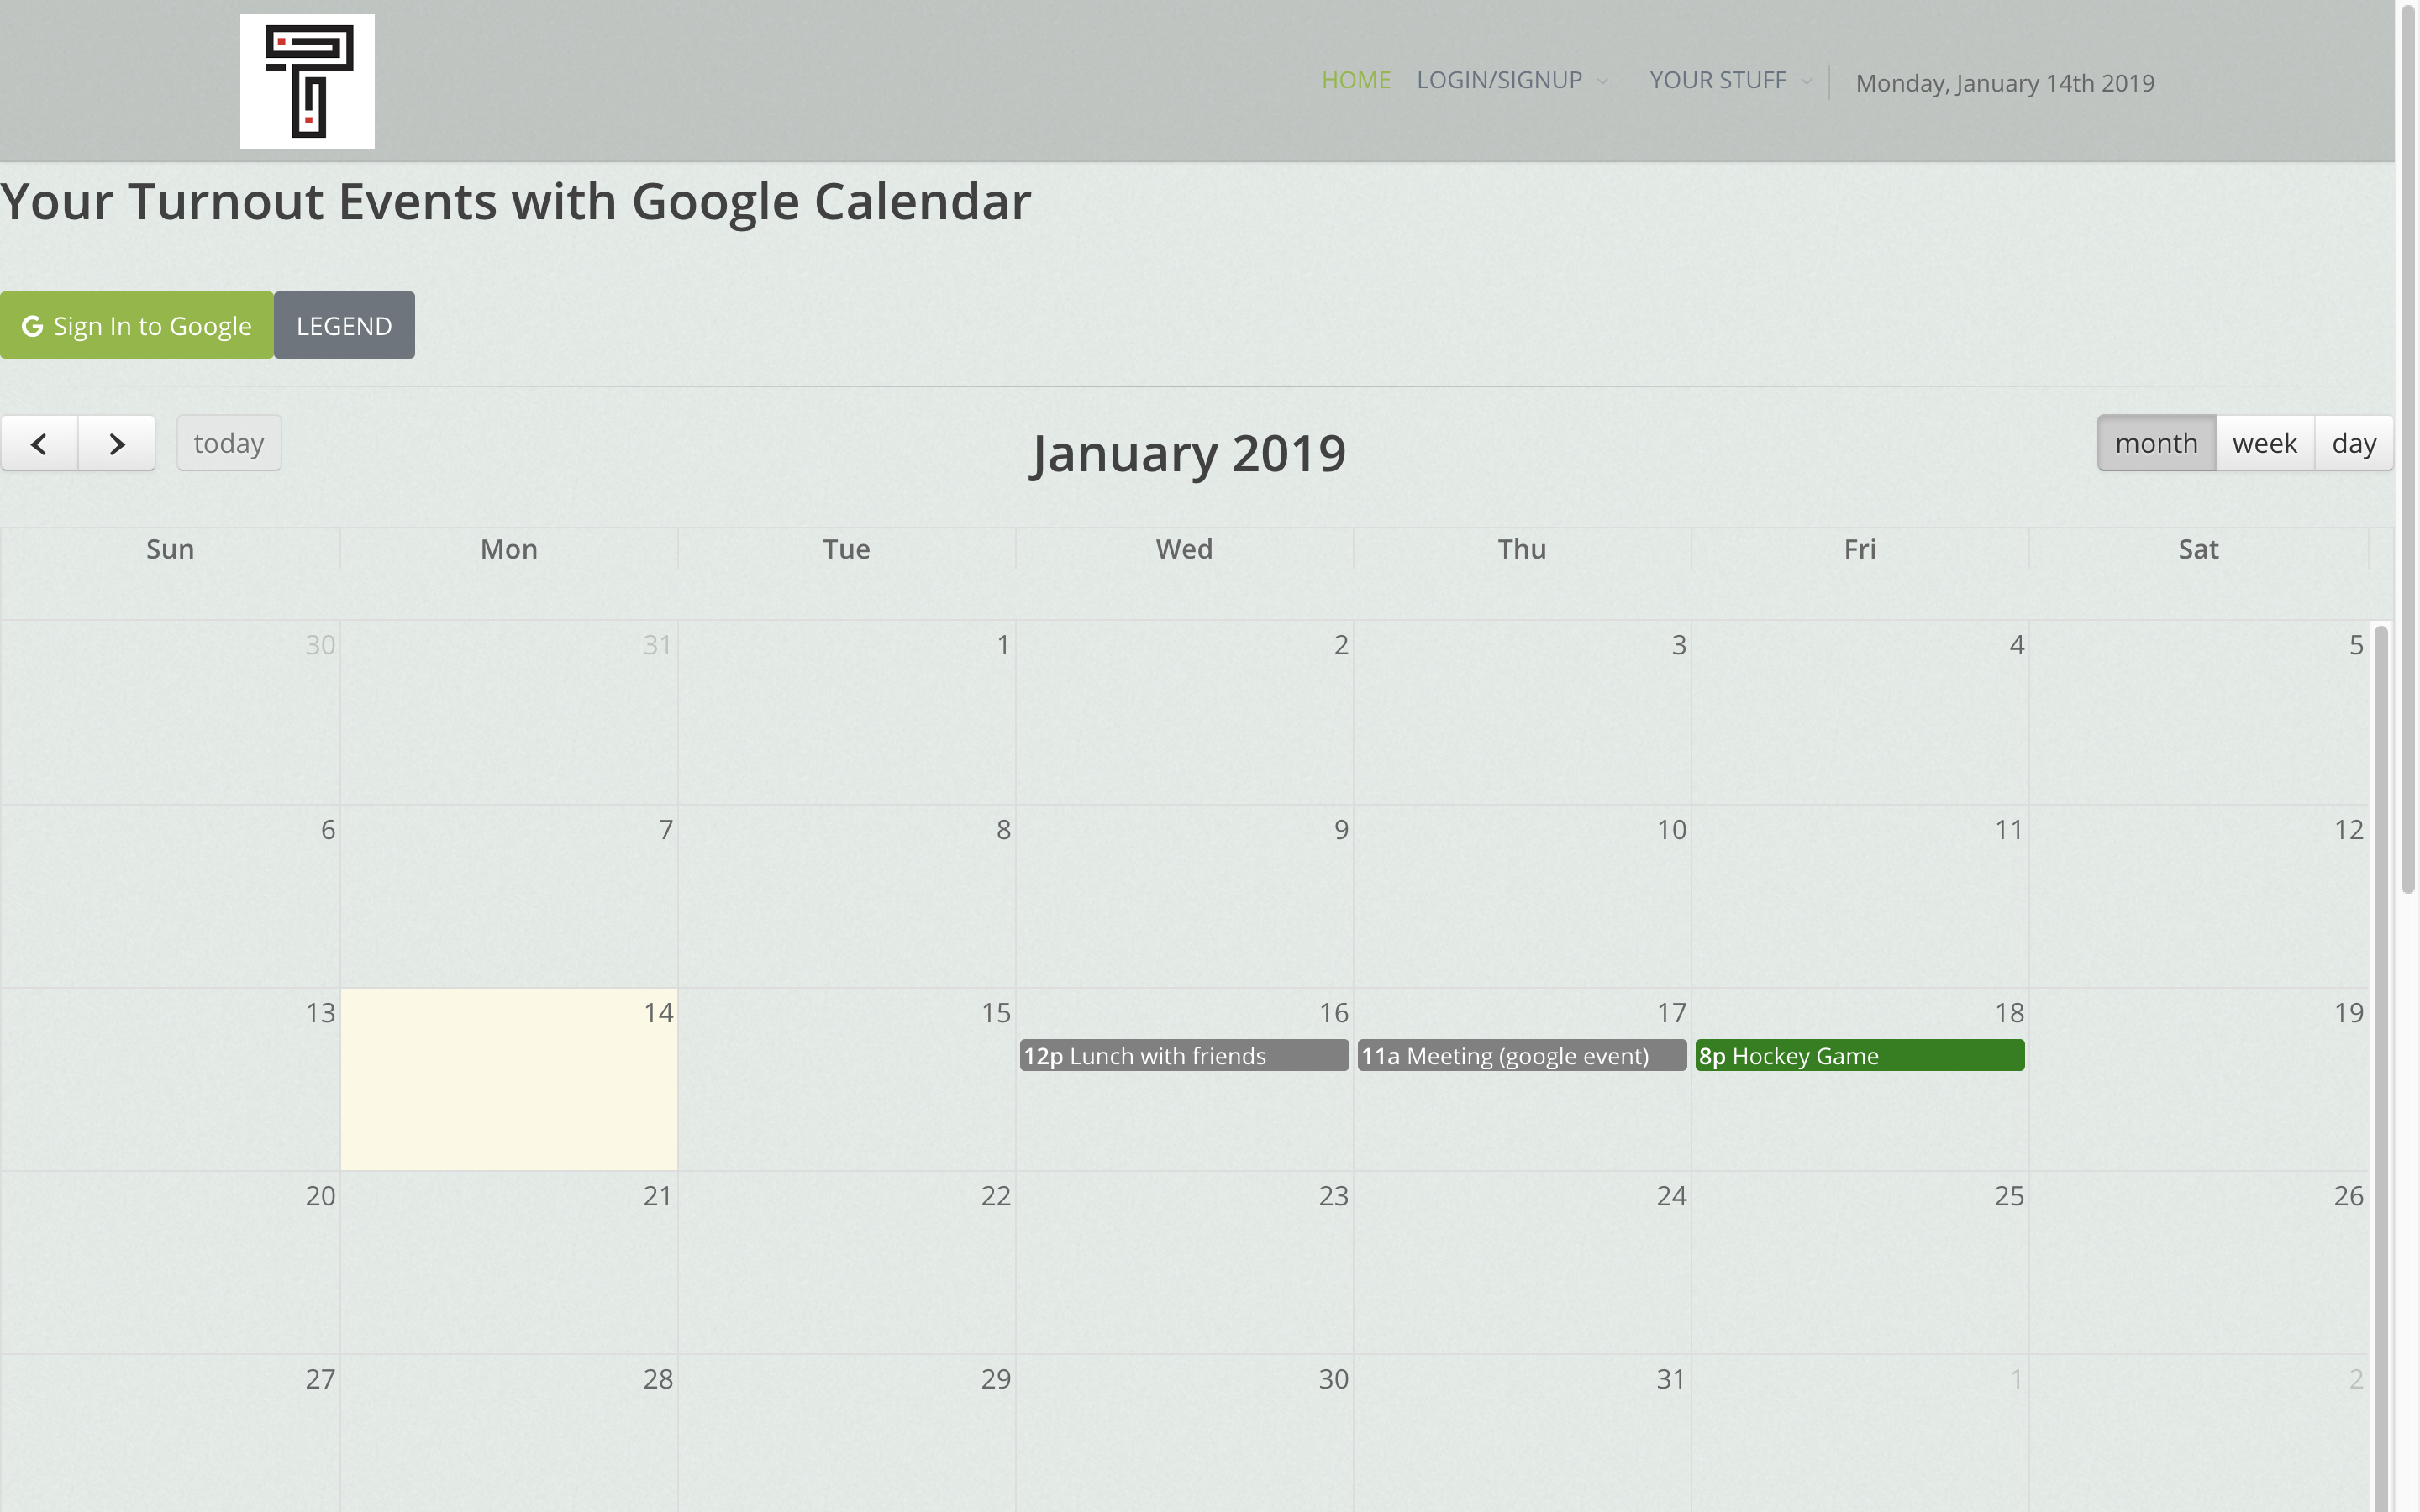 HOME LOGIN/SIGNUP YOUR STUFF Monday, January 14th 2019
Your Turnout Events with Google Calendar
G Sign In to Google LEGEND
today January 2019 month week day
Sun Mon Tue Wed Thu Fri Sat
30 31 1 2 3 4 5
6 7 8 9 10 11 12
13 14 15 16 17 18 19
12p Lunch with friends 11a Meeting (google event) 8p Hockey Game
20 21 22 23 24 25 26
27 28 29 30 31 1 2